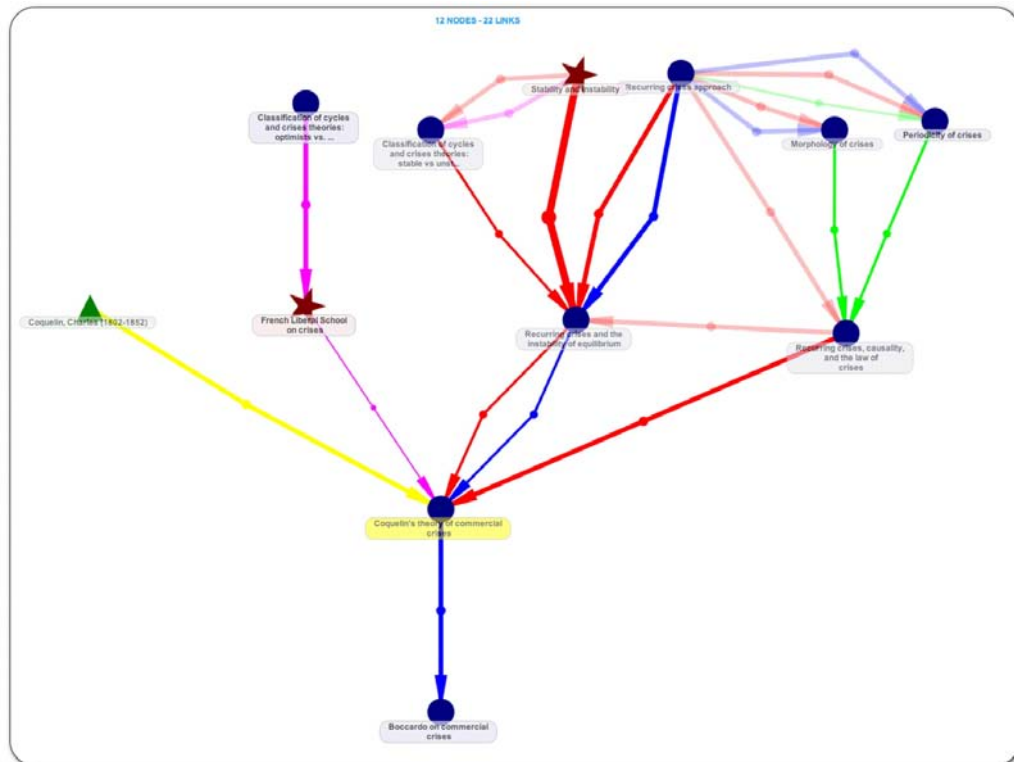 12 NODES - 22 LINKS
Stability and instability
Recurring crises approach
Classification of cycles
and crises theories:
optimists vs. ...
Classification of cycles
and crises theories:
stable vs unst...
Morphology of crises
Periodicity of crises
Coquelin, Charles [1802-1852]
French Liberal School
on crises
Recurring crises and the
instability of equilibrium
Recurring crises, causality,
and the law of
crises
Coquelin's theory of commercial
crises
Boccardo on commercial
crises